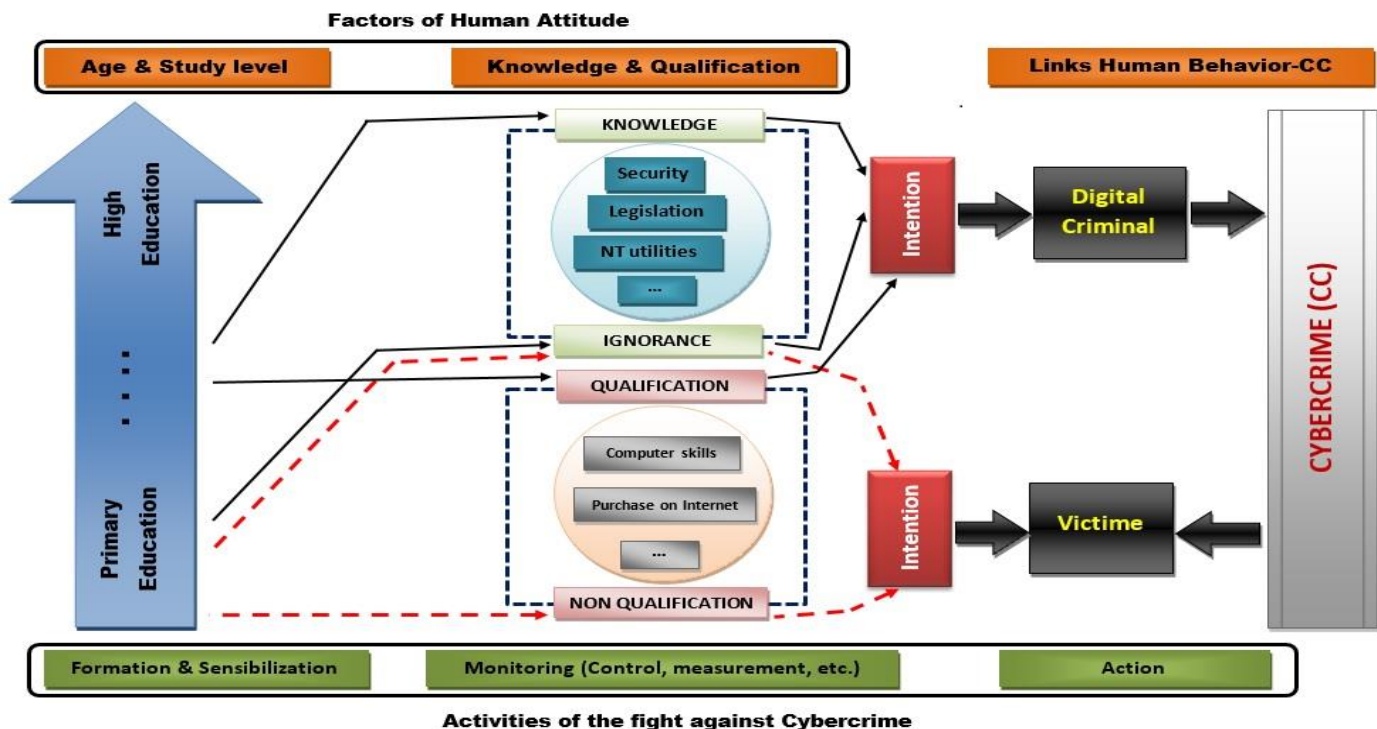 Factors of Human Attitude
Age & Study level
Knowledge & Qualification
Links Human Behavior-CC
High
Education
. . . .
Primary
Education
KNOWLEDGE
Security
Legislation
NT utilities
...
IGNORANCE
QUALIFICATION
Computer skills
Purchase on Internet
...
NON QUALIFICATION
Intention
Digital
Criminal
Intention
Victime
CYBERCRIME (CC)
Formation & Sensibilization
Monitoring (Control, measurement, etc.)
Action
Activities of the fight against Cybercrime